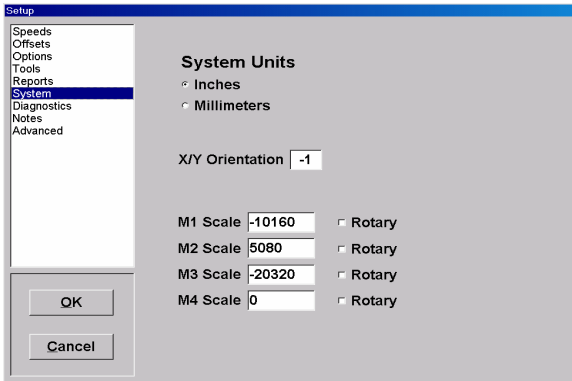 Setup
Speeds
Offsets
Options
Tools
Reports
System
Diagnostics
Notes
Advanced
OK
Cancel
System Units
Inches
Millimeters
X/Y Orientation -1
M1 Scale -10160 Rotary
M2 Scale 5080 Rotary
M3 Scale -20320 Rotary
M4 Scale 0 Rotary